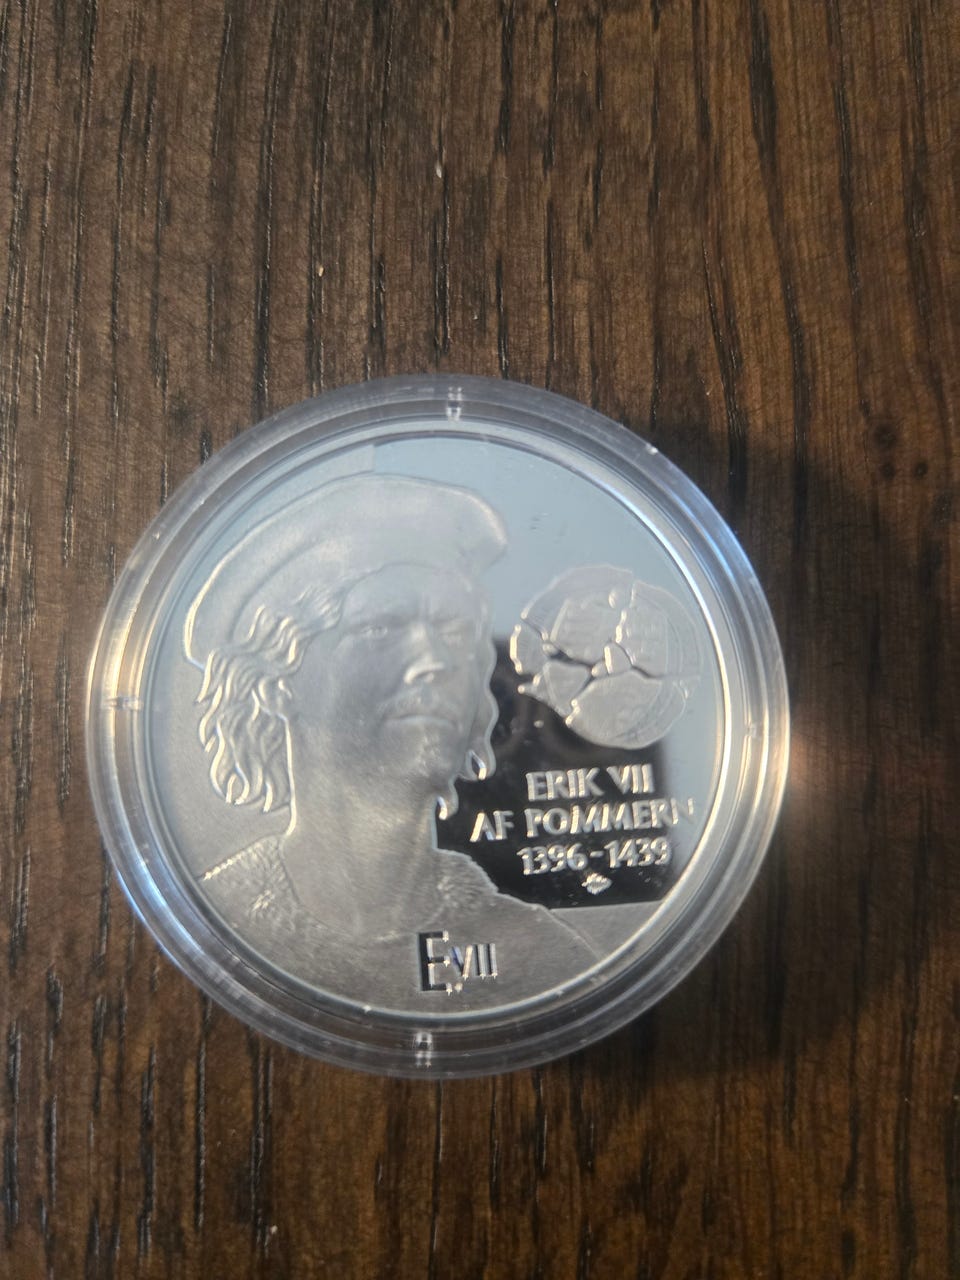 ERIK VII
AF POMMERN
1396-1439
EVII